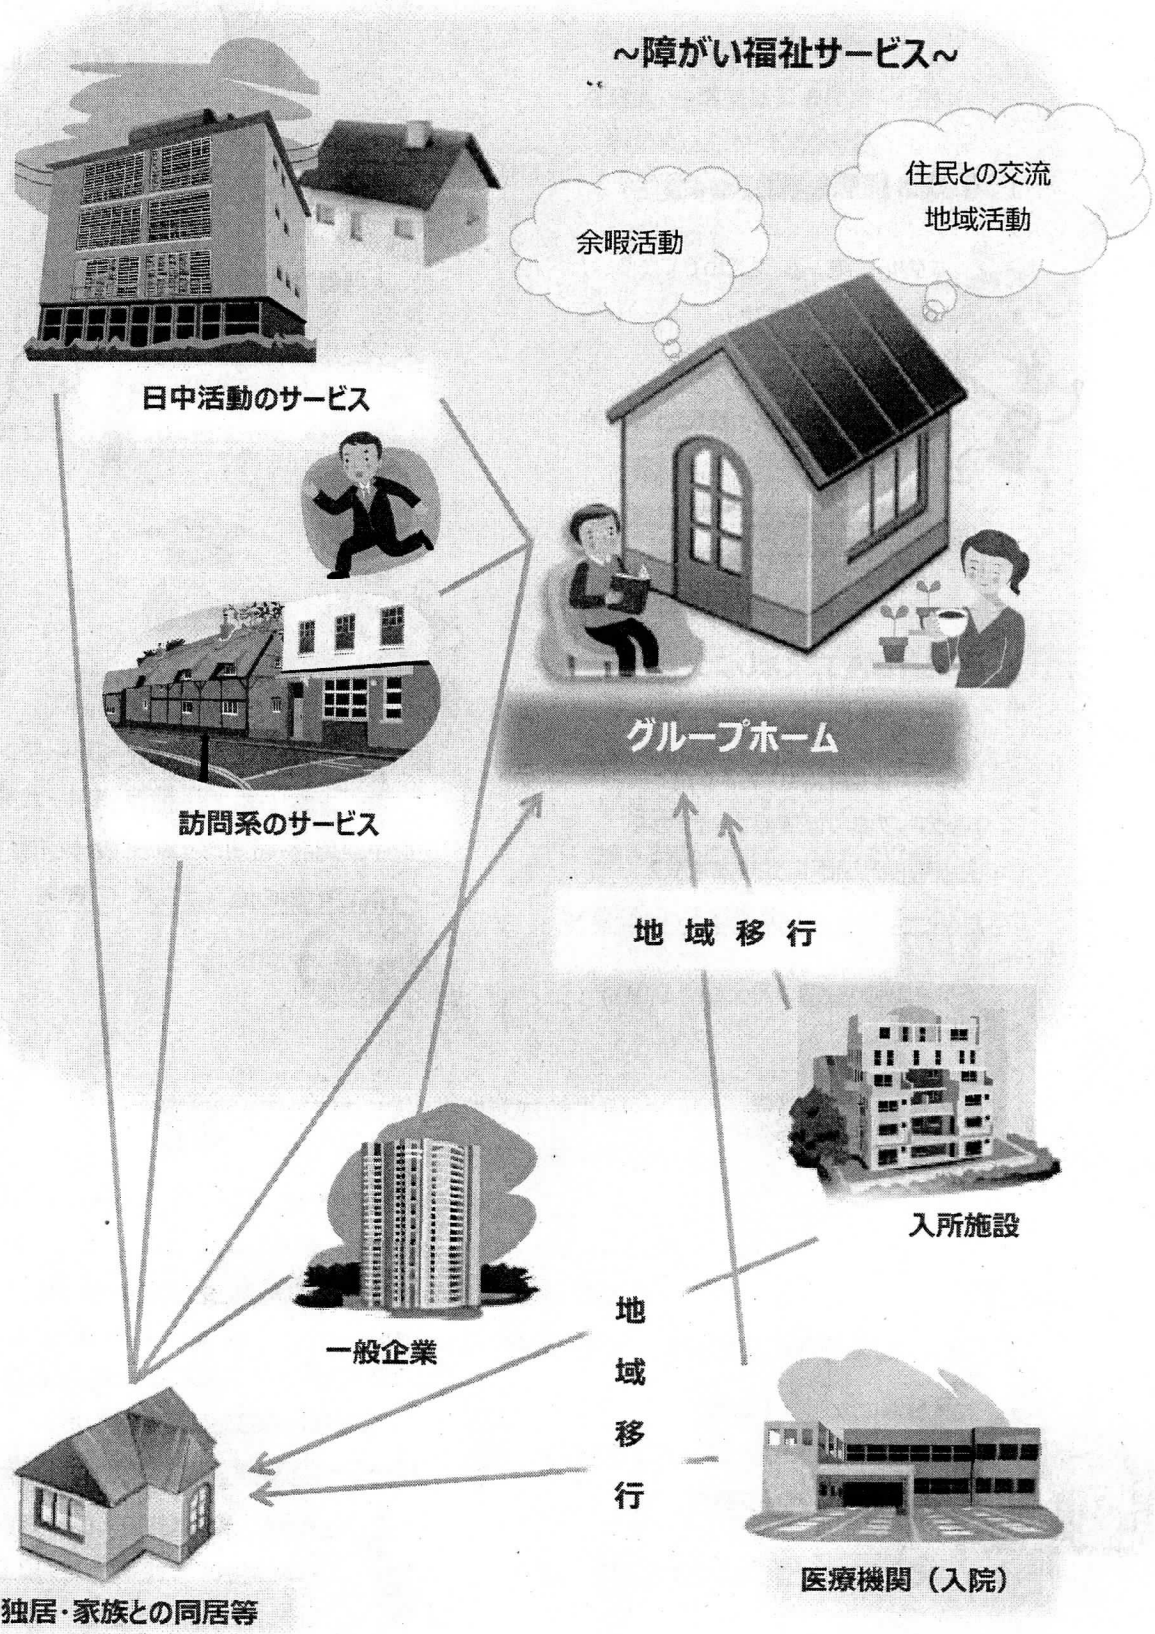 ～障がい福祉サービス～
住民との交流
地域活動
余暇活動
日中活動のサービス
グループホーム
訪問系のサービス
地域移行
入所施設
地域移行
一般企業
医療機関（入院）
独居・家族との同居等